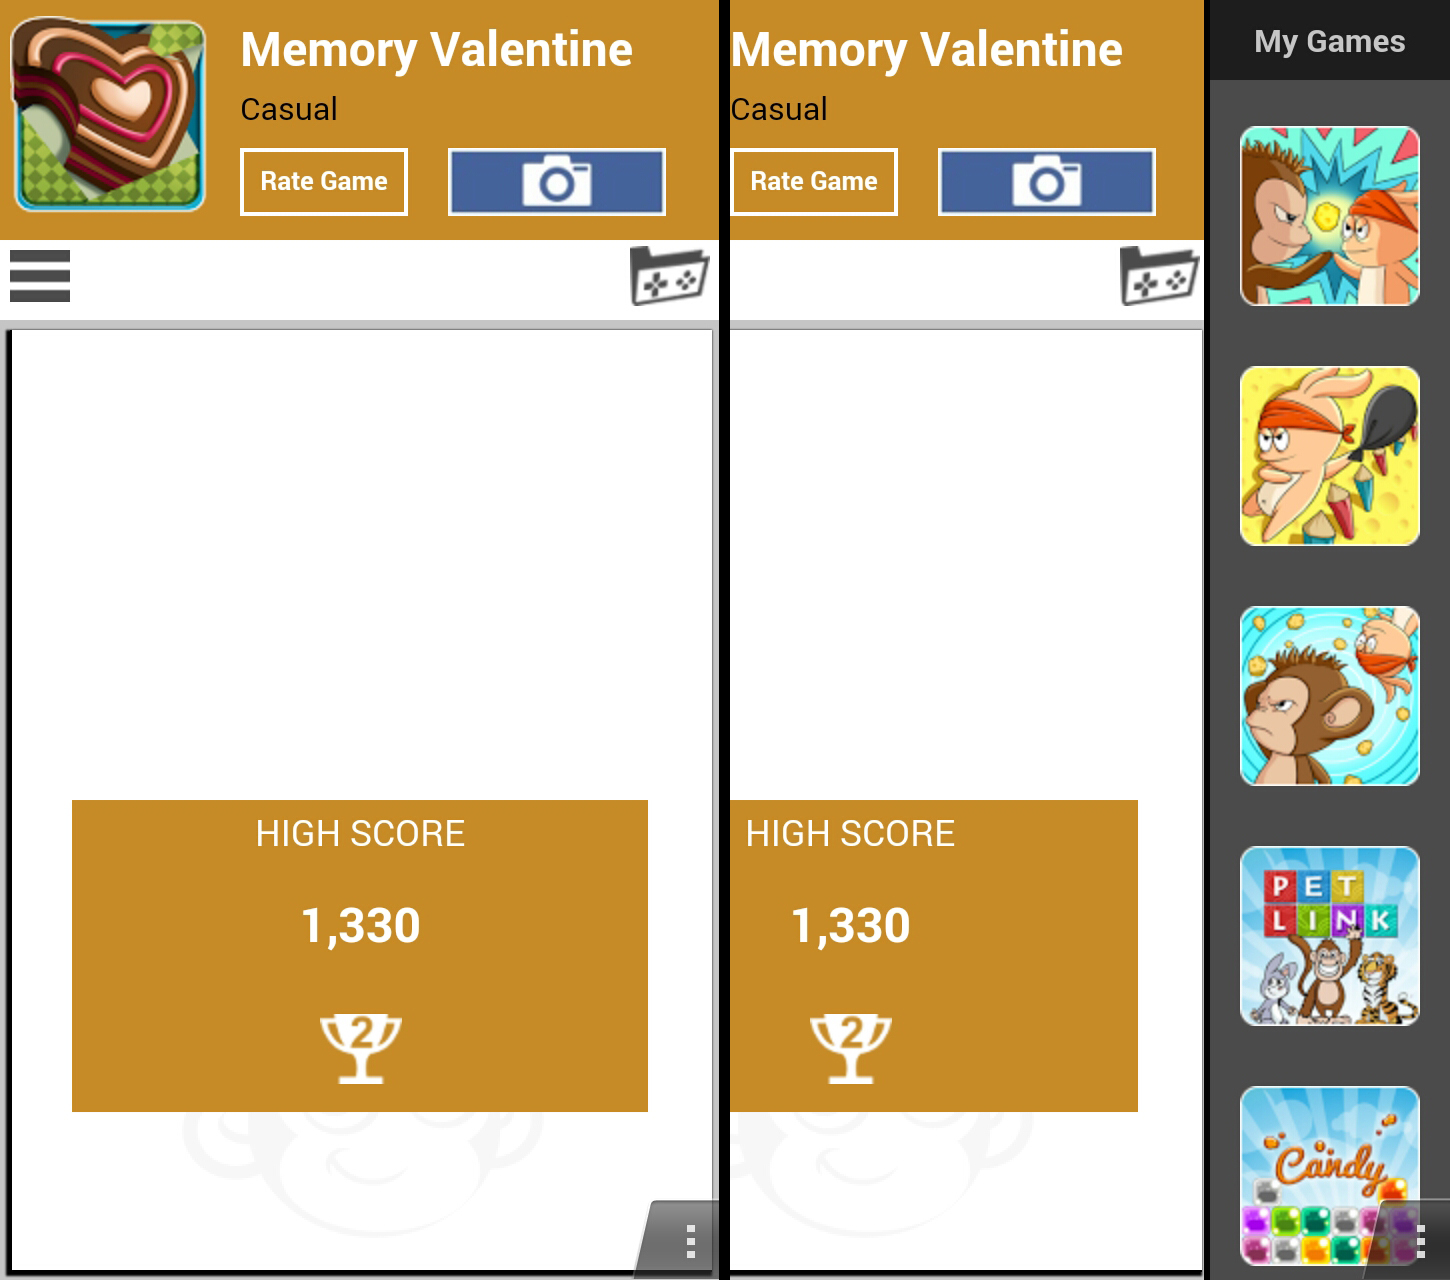 Memory Valentine
Casual
Rate Game
HIGH SCORE
1,330
2
Memory Valentine
Casual
Rate Game
HIGH SCORE
1,330
2
My Games
PET
LINK
Candy